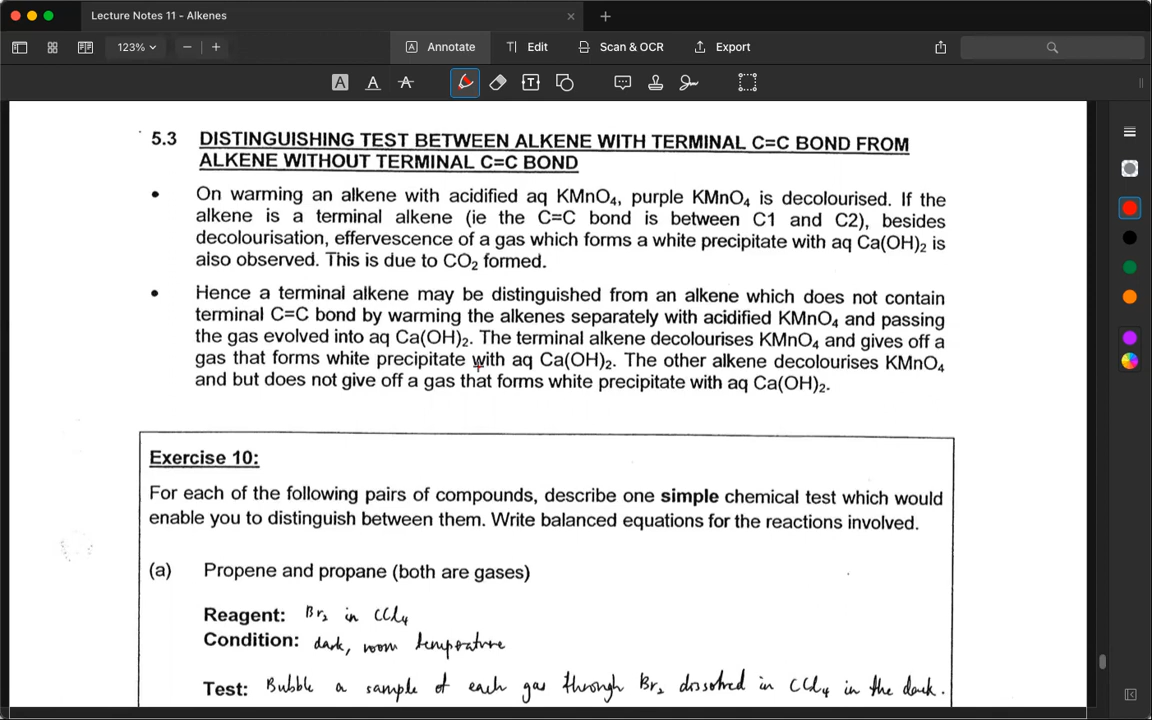 Lecture Notes 11 - Alkenes
123%
Annotate
Edit
Scan & OCR
Export
5.3 DISTINGUISHING TEST BETWEEN ALKENE WITH TERMINAL C=C BOND FROM
ALKENE WITHOUT TERMINAL C=C BOND
• On warming an alkene with acidified aq KMnO₄, purple KMnO₄ is decolourised. If the
alkene is a terminal alkene (ie the C=C bond is between C1 and C2), besides
decolourisation, effervescence of a gas which forms a white precipitate with aq Ca(OH)₂ is
also observed. This is due to CO₂ formed.
• Hence a terminal alkene may be distinguished from an alkene which does not contain
terminal C=C bond by warming the alkenes separately with acidified KMnO₄ and passing
the gas evolved into aq Ca(OH)₂. The terminal alkene decolourises KMnO₄ and gives off a
gas that forms white precipitate with aq Ca(OH)₂. The other alkene decolourises KMnO₄
and but does not give off a gas that forms white precipitate with aq Ca(OH)₂.
Exercise 10:
For each of the following pairs of compounds, describe one simple chemical test which would
enable you to distinguish between them. Write balanced equations for the reactions involved.
(a) Propene and propane (both are gases)
Reagent: Br₂ in CCl₄
Condition: dark, room temperature
Test: Bubble a sample of each gas through Br₂ dissolved in CCl₄ in the dark.